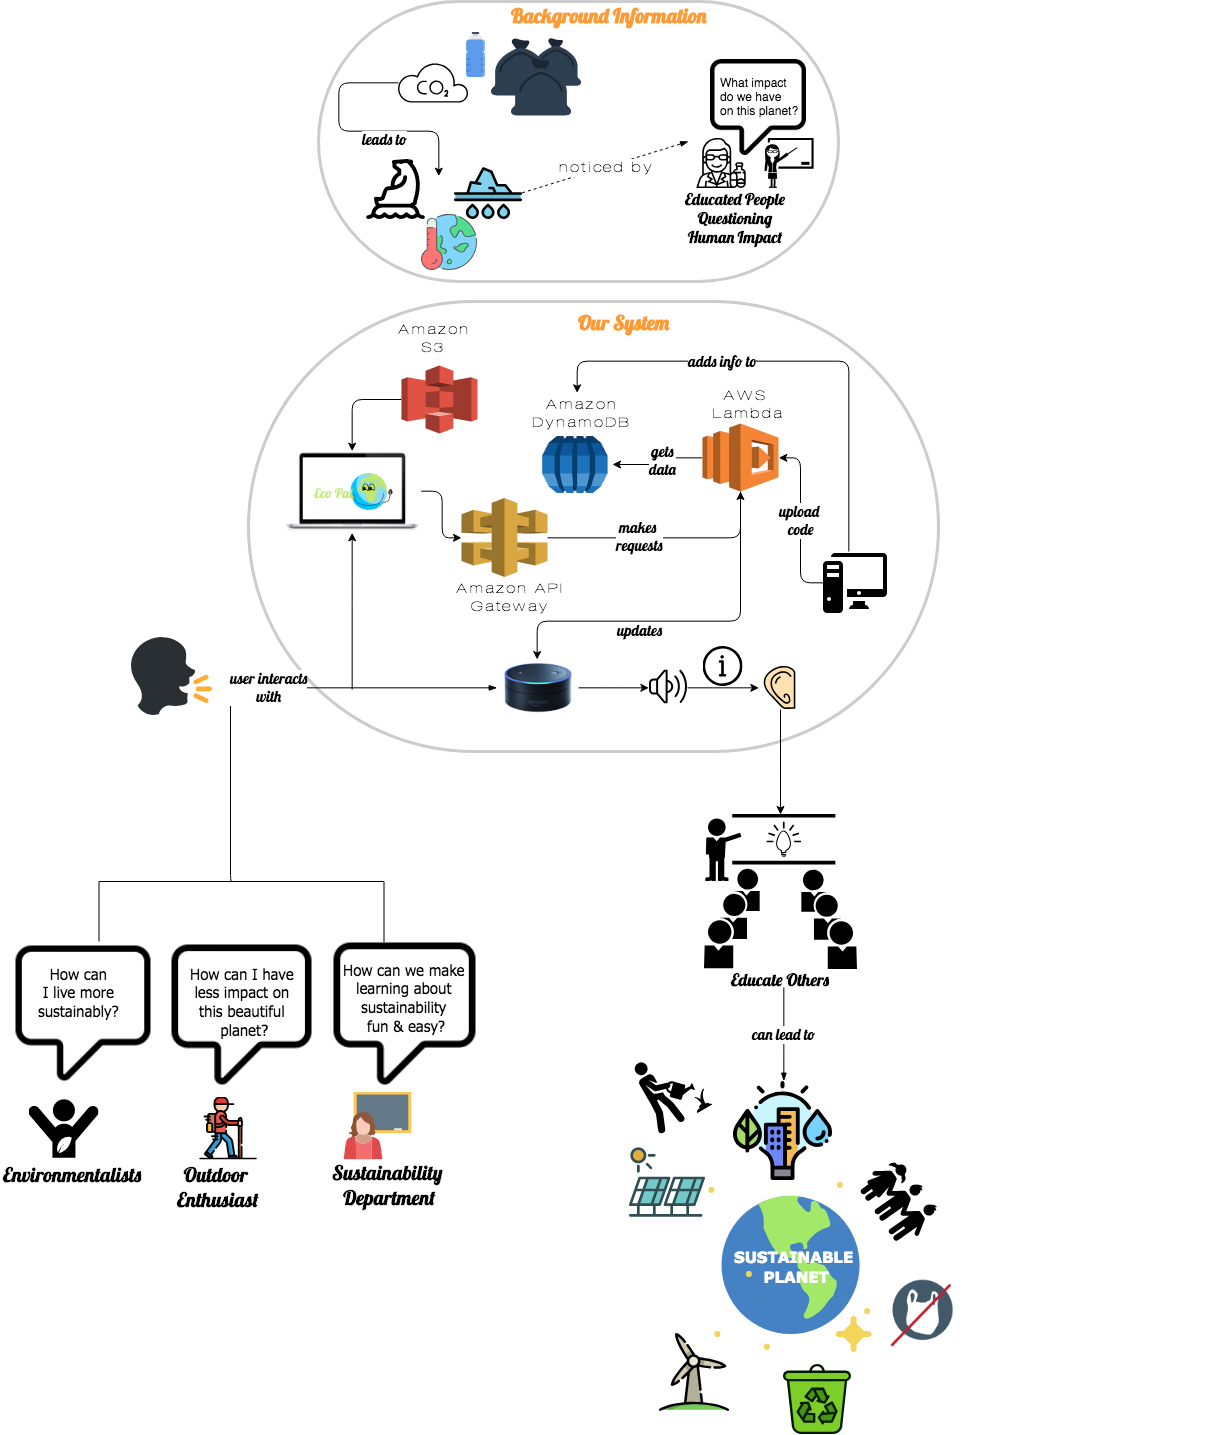 Background Information
CO2
What impact
do we have
on this planet?
leads to
noticed by
Educated People
Questioning
Human Impact
Our System
Amazon
S3
adds info to
AWS
Lambda
Amazon
DynamoDB
gets
data
Eco Pal
upload
code
makes
requests
Amazon API
Gateway
updates
user interacts
with
i
How can
I live more
sustainably?
How can I have
less impact on
this beautiful
planet?
How can we make
learning about
sustainability
fun & easy?
Environmentalists
Outdoor
Enthusiast
Sustainability
Department
Educate Others
can lead to
SUSTAINABLE
PLANET